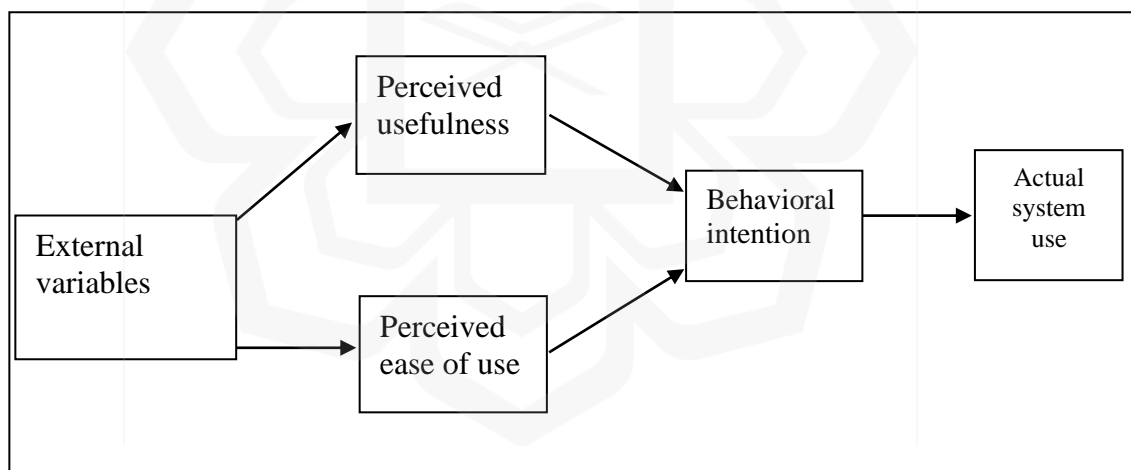 Perceived
usefulness
External
variables
Perceived
ease of use
Behavioral
intention
Actual
system
use